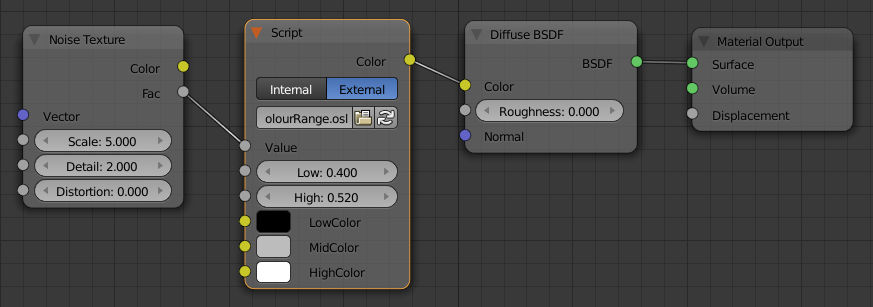 Noise Texture
Color
Fac
Vector
Scale: 5.000
Detail: 2.000
Distortion: 0.000
Script
Color
Internal External
olourRange.osl
Value
Low: 0.400
High: 0.520
LowColor
MidColor
HighColor
Diffuse BSDF
BSDF
Color
Roughness: 0.000
Normal
Material Output
Surface
Volume
Displacement